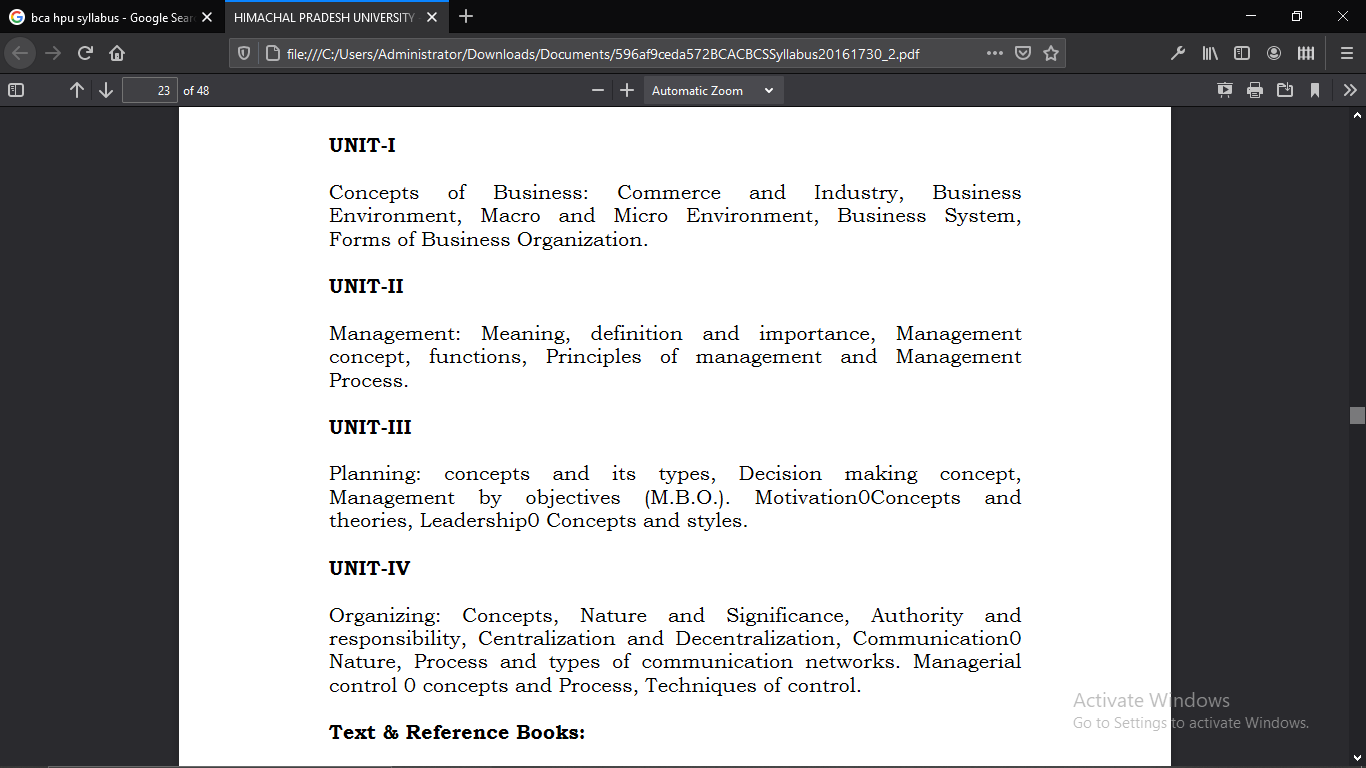 bca hpu syllabus - Google Sear
HIMACHAL PRADESH UNIVERSITY
file:///C:/Users/Administrator/Downloads/Documents/596af9ceda572BCACBCSSyllabus20161730_2.pdf
23 of 48
Automatic Zoom
UNIT-I
Concepts of Business: Commerce and Industry, Business
Environment, Macro and Micro Environment, Business System,
Forms of Business Organization.
UNIT-II
Management: Meaning, definition and importance, Management
concept, functions, Principles of management and Management
Process.
UNIT-III
Planning: concepts and its types, Decision making concept,
Management by objectives (M.B.O.). Motivation0Concepts and
theories, Leadership0 Concepts and styles.
UNIT-IV
Organizing: Concepts, Nature and Significance, Authority and
responsibility, Centralization and Decentralization, Communication0
Nature, Process and types of communication networks. Managerial
control 0 concepts and Process, Techniques of control.
Text & Reference Books:
Activate Windows
Go to Settings to activate Windows.